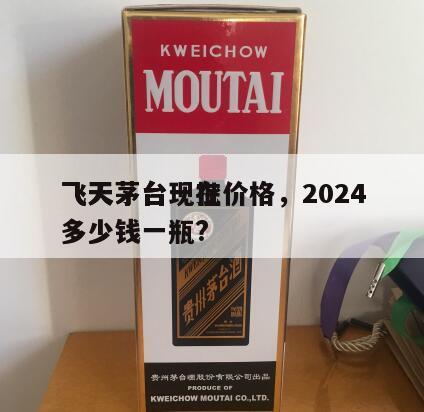 KWEICHOW
MOUTAI
飞天茅台现在价格，2024
多少钱一瓶?
KWEICHOW
贵州茅台酒
贵州茅台酒股份有限公司出品
PRODUCE OF
KWEICHOW MOUTAI CO.,LTD.